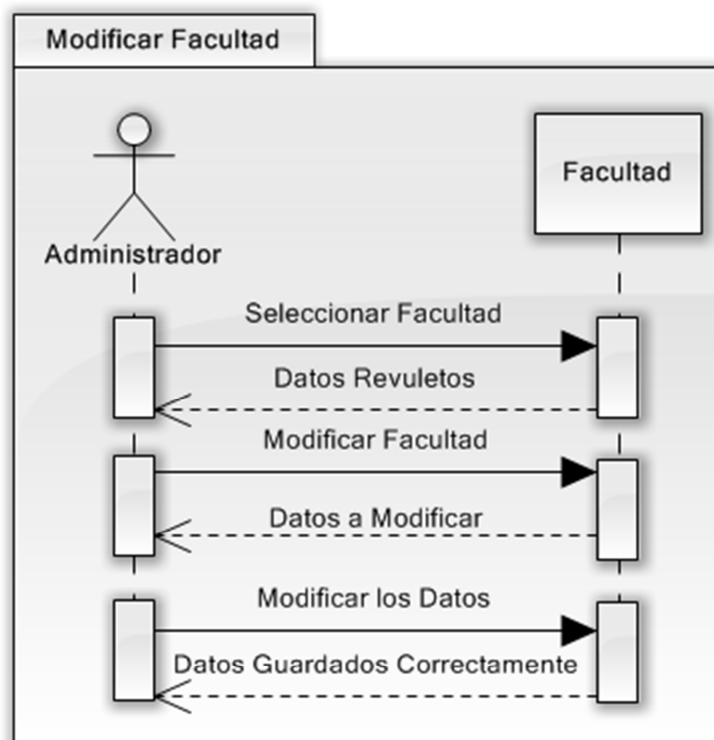 Modificar Facultad
Facultad
Administrador
Seleccionar Facultad
Datos Revuletos
Modificar Facultad
Datos a Modificar
Modificar los Datos
Datos Guardados Correctamente